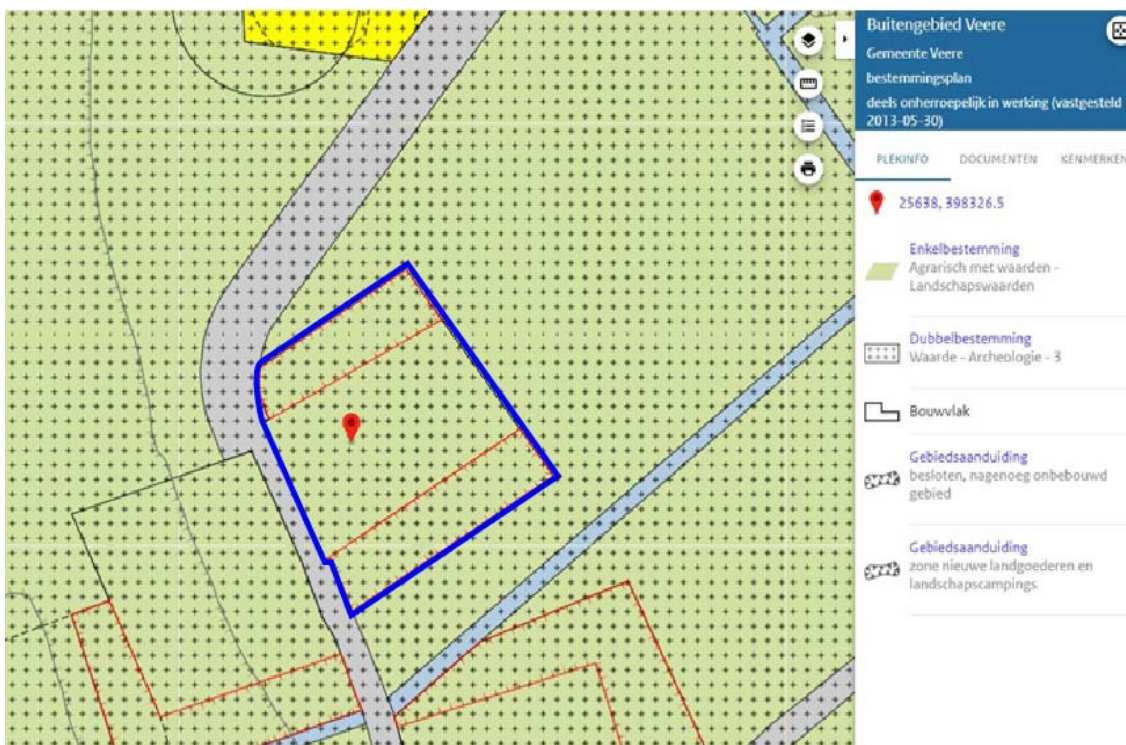 Buitengebied Veere
Gemeente Veere
bestemmingsplan
deels onherroepelijk in werking (vastgesteld
2013-05-30)
PLEKINFO DOCUMENTEN KENMERKEN
25638, 398326.5
Enkelbestemming
Agrarisch met waarden -
Landschapswaarden
Dubbelbestemming
Waarde - Archeologie - 3
Bouwvlak
Gebiedsaanduiding
besloten, nagenoeg onbebouwd
gebied
Gebiedsaanduiding
zone nieuwe landgoederen en
landschapscampings